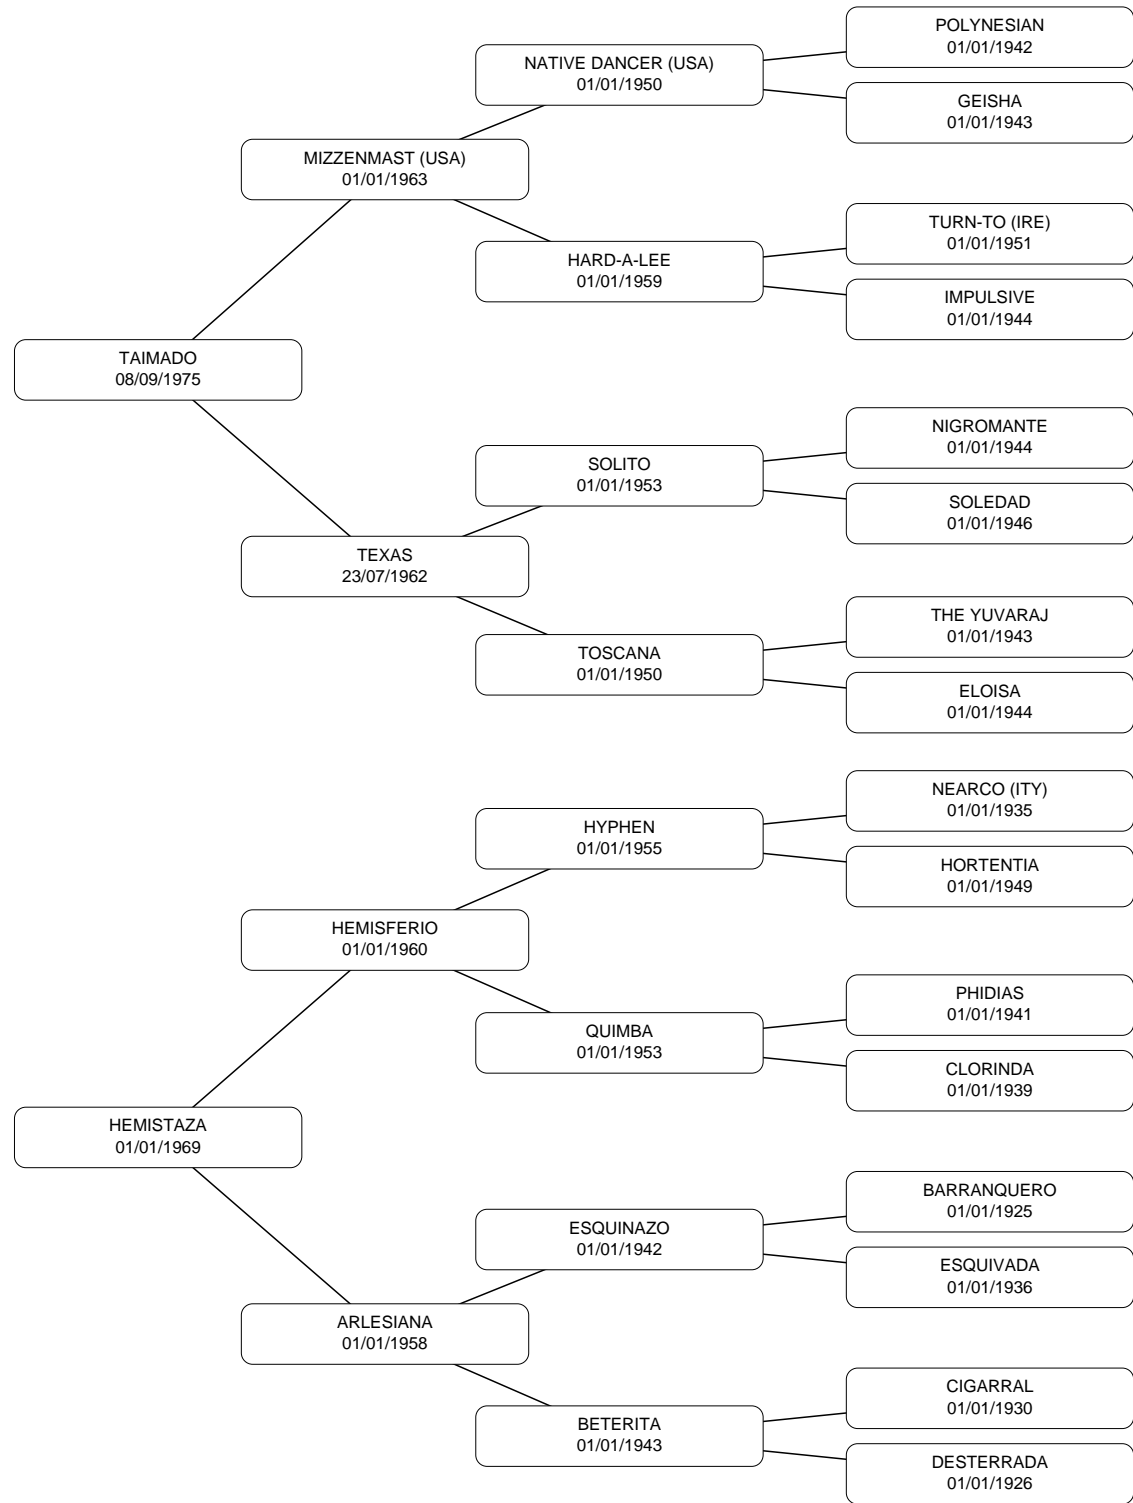 POLYNESIAN
01/01/1942
NATIVE DANCER (USA)
01/01/1950
GEISHA
01/01/1943
MIZZENMAST (USA)
01/01/1963
TURN-TO (IRE)
01/01/1951
HARD-A-LEE
01/01/1959
IMPULSIVE
01/01/1944
TAIMADO
08/09/1975
NIGROMANTE
01/01/1944
SOLITO
01/01/1953
SOLEDAD
01/01/1946
TEXAS
23/07/1962
THE YUVARAJ
01/01/1943
TOSCANA
01/01/1950
ELOISA
01/01/1944
NEARCO (ITY)
01/01/1935
HYPHEN
01/01/1955
HORTENTIA
01/01/1949
HEMISFERIO
01/01/1960
PHIDIAS
01/01/1941
QUIMBA
01/01/1953
CLORINDA
01/01/1939
HEMISTAZA
01/01/1969
BARRANQUERO
01/01/1925
ESQUINAZO
01/01/1942
ESQUIVADA
01/01/1936
ARLESIANA
01/01/1958
CIGARRAL
01/01/1930
BETERITA
01/01/1943
DESTERRADA
01/01/1926